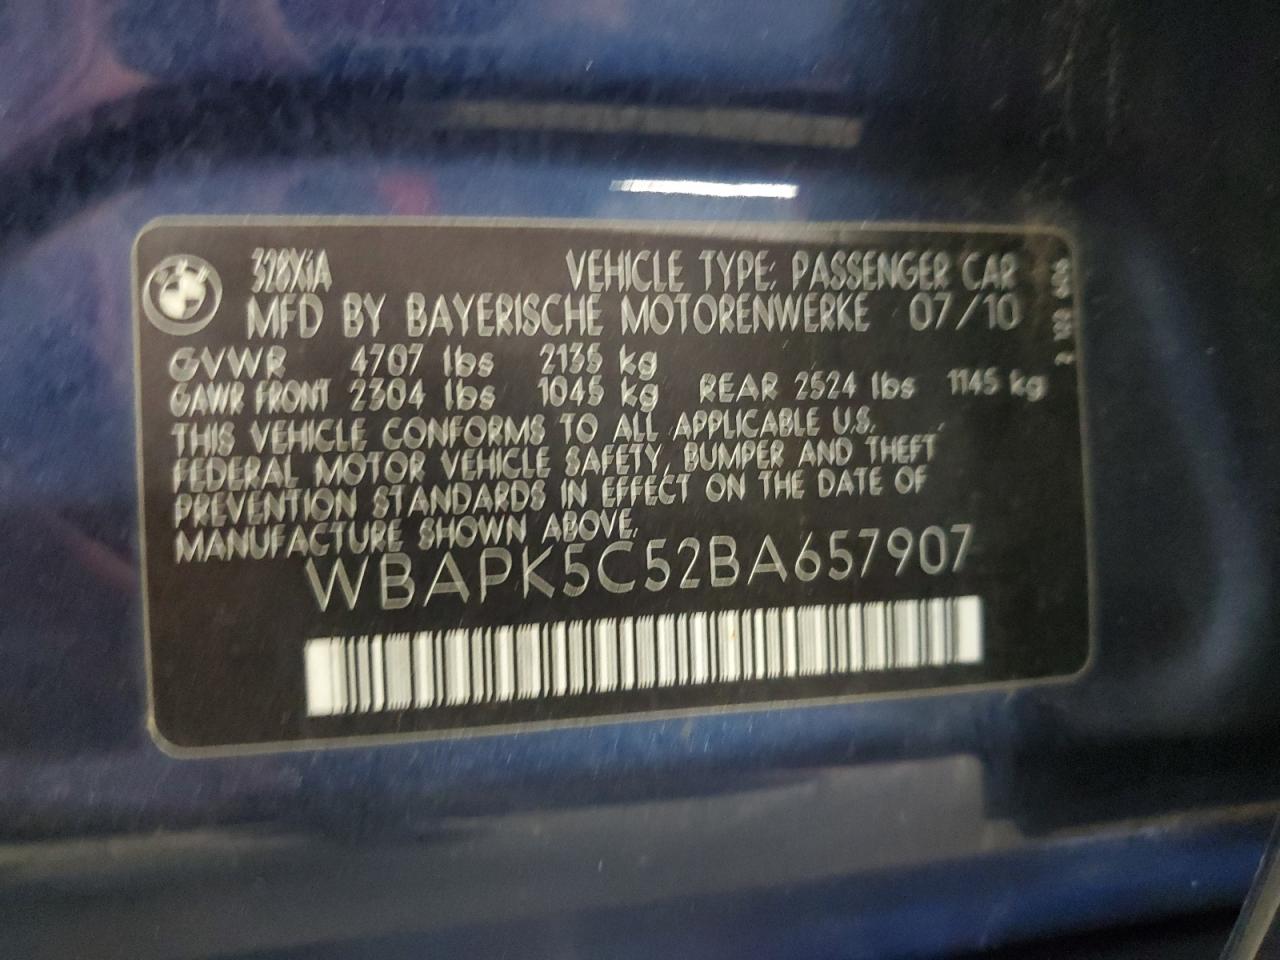 328XiA VEHICLE TYPE: PASSENGER CAR
MFD BY BAYERISCHE MOTORENWERKE 07/10
GVWR 4707 lbs 2135 kg
GAWR FRONT 2304 lbs 1045 kg REAR 2524 lbs 1145 kg
THIS VEHICLE CONFORMS TO ALL APPLICABLE U.S.
FEDERAL MOTOR VEHICLE SAFETY, BUMPER AND THEFT
PREVENTION STANDARDS IN EFFECT ON THE DATE OF
MANUFACTURE SHOWN ABOVE.
WBAPK5C52BA657907